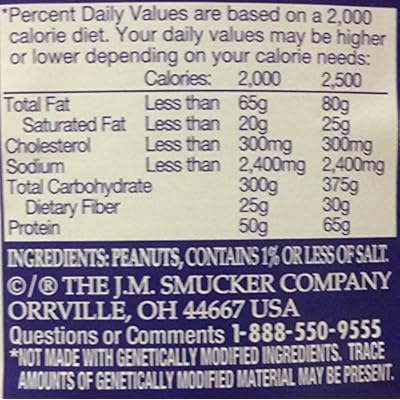 *Percent Daily Values are based on a 2,000
calorie diet. Your daily values may be higher
or lower depending on your calorie needs:
Calories: 2,000 2,500
Total Fat Less than 65g 80g
Saturated Fat Less than 20g 25g
Cholesterol Less than 300mg 300mg
Sodium Less than 2,400mg 2,400mg
Total Carbohydrate 300g 375g
Dietary Fiber 25g 30g
Protein 50g 65g
INGREDIENTS: PEANUTS, CONTAINS 1% OR LESS OF SALT.
©/® THE J.M. SMUCKER COMPANY
ORRVILLE, OH 44667 USA
Questions or Comments 1-888-550-9555
*NOT MADE WITH GENETICALLY MODIFIED INGREDIENTS. TRACE
AMOUNTS OF GENETICALLY MODIFIED MATERIAL MAY BE PRESENT.